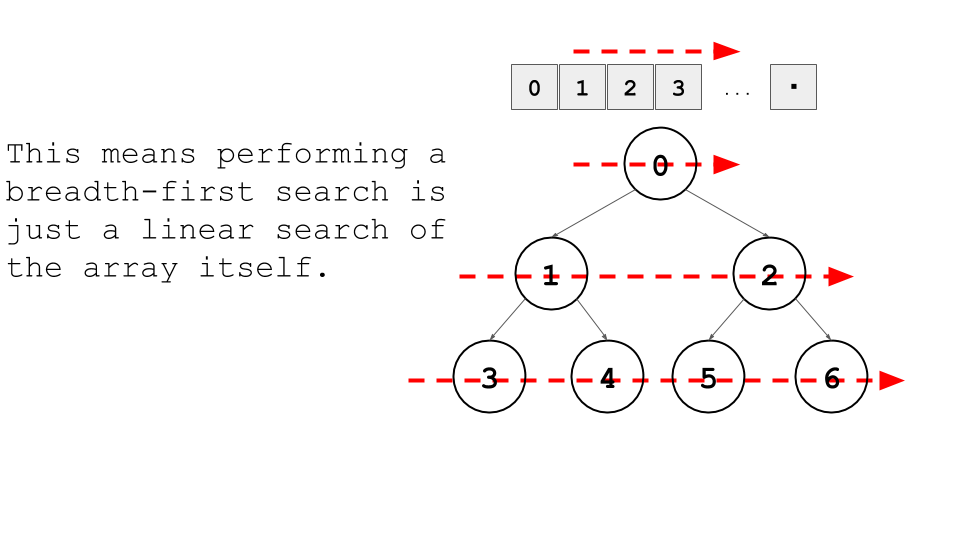 This means performing a
breadth-first search is
just a linear search of
the array itself.
0 1 2 3 ... .
0
1 2
3 4 5 6